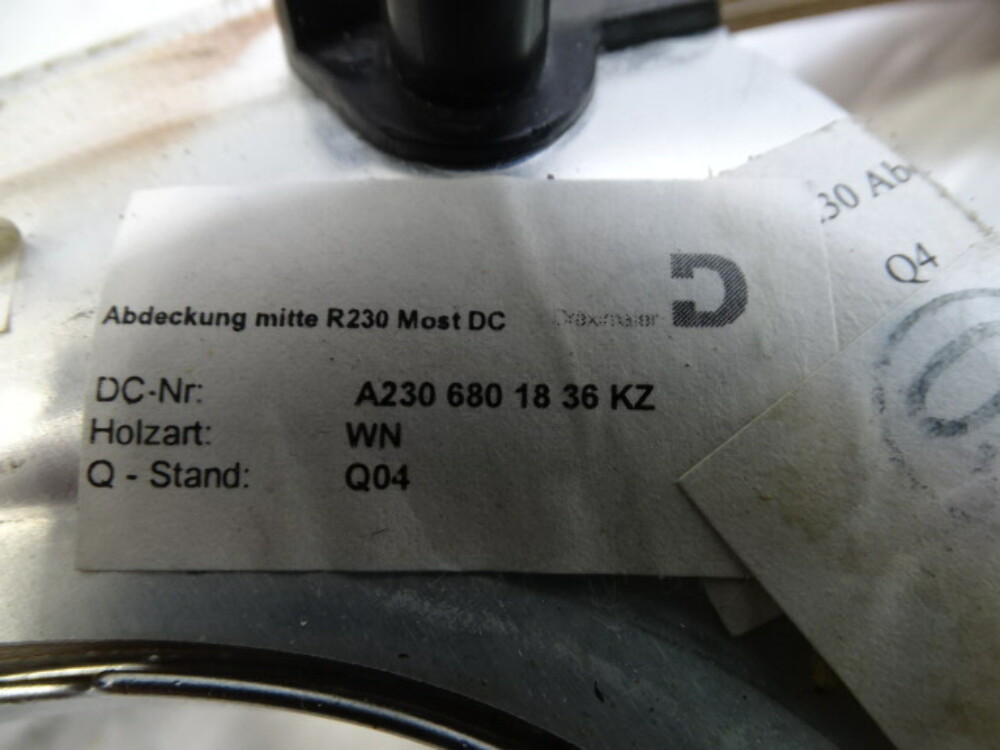 Abdeckung mitte R230 Most DC
Draexlmaier
DC-Nr: A230 680 18 36 KZ
Holzart: WN
Q - Stand: Q04
30 Ab
Q4